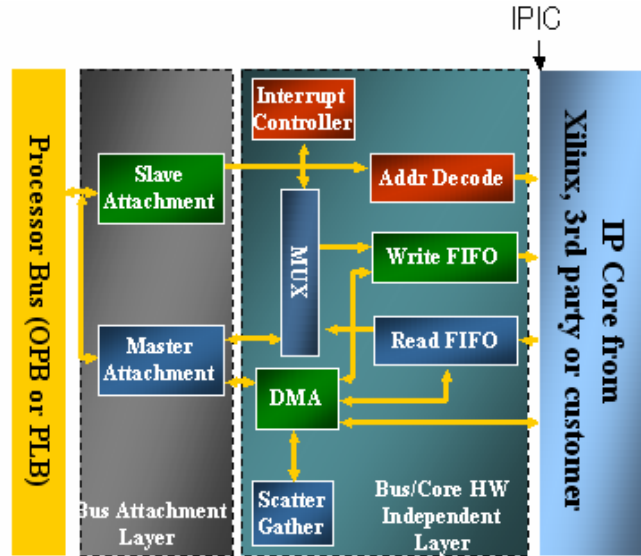 IPIC
Processor Bus (OPB or PLB)
Interrupt
Controller
Slave
Attachment
Addr Decode
MUX
Write FIFO
Master
Attachment
Read FIFO
DMA
Scatter
Gather
Bus Attachment
Layer
Bus/Core HW
Independent
Layer
IP Core from
Xilinx, 3rd party or customer